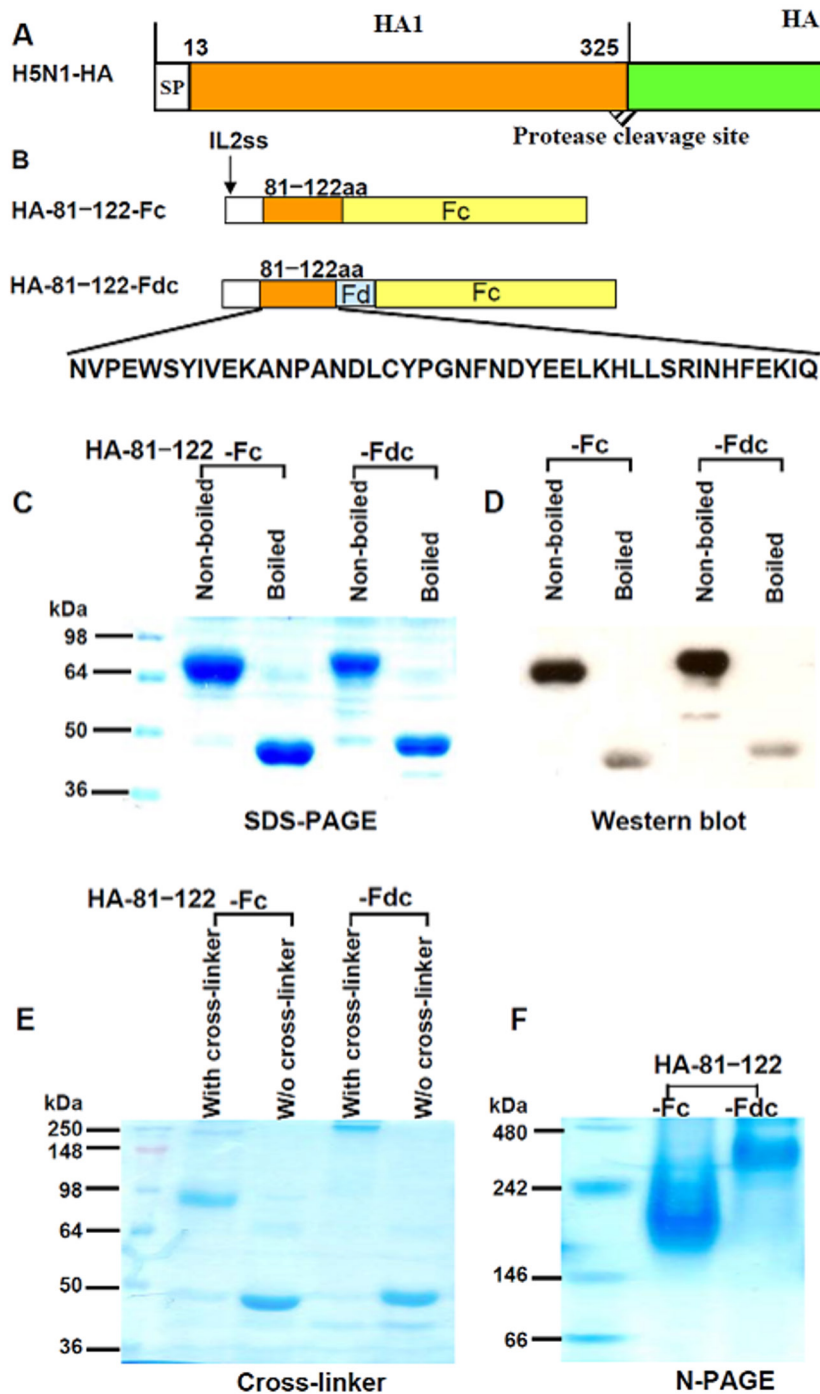 A
HA1
HA
13
325
H5N1-HA
SP
Protease cleavage site
B
IL2ss
81−122aa
HA-81−122-Fc
Fc
81−122aa
HA-81−122-Fdc
Fd
Fc
NVPEWSYIVEKANPANDLCYPGNFNDYEELKHLLSRINHFEKIQ
HA-81−122 -Fc -Fdc
C
Non-boiled
Boiled
Non-boiled
Boiled
kDa
98
64
50
36
SDS-PAGE
-Fc -Fdc
D
Non-boiled
Boiled
Non-boiled
Boiled
Western blot
HA-81−122 -Fc -Fdc
E
With cross-linker
W/o cross-linker
With cross-linker
W/o cross-linker
kDa
250
148
98
64
50
36
Cross-linker
F
HA-81−122
-Fc -Fdc
kDa
480
242
146
66
N-PAGE